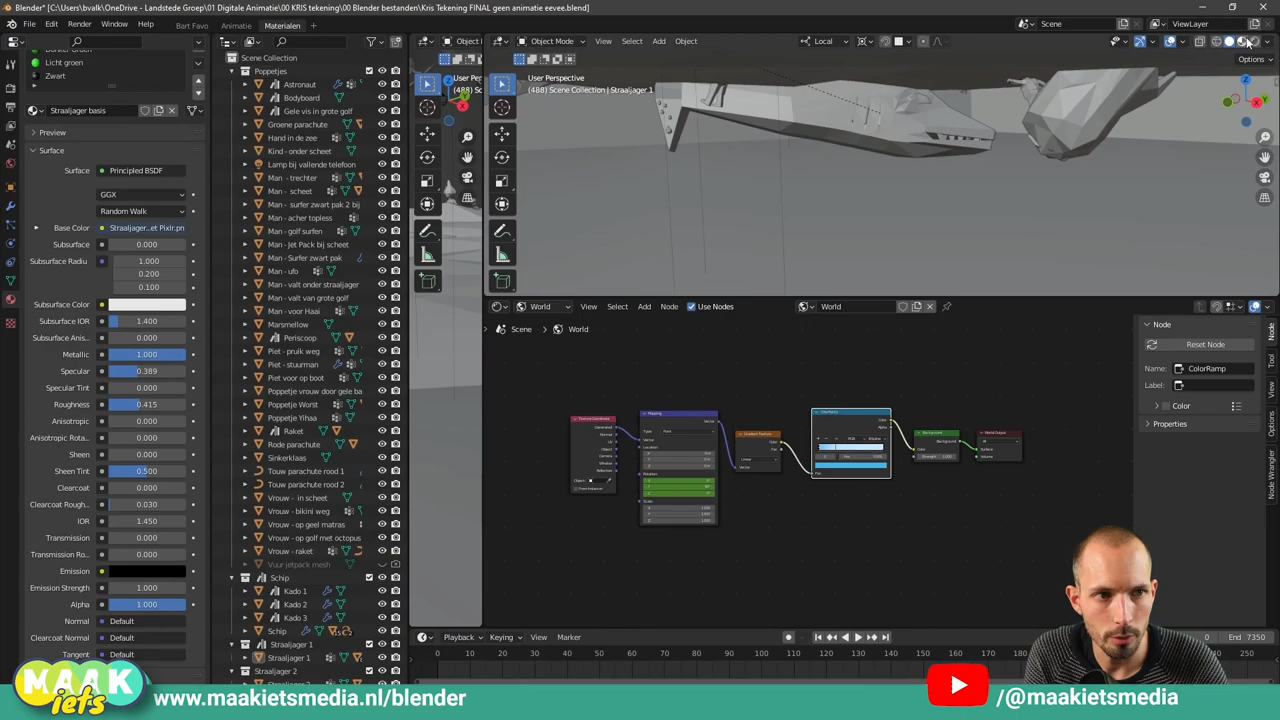 Blender* [C:\Users\bvalk\OneDrive - Landstede Groep\01 Digitale Animatie\00 KRIS tekening\00 Blender bestanden\Kris Tekening FINAL geen animatie eevee.blend]
File Edit Render Window Help Bart Favo Animatie Materialen Scene ViewLayer
Object Mode View Select Add Object Local
Options
Licht groen
Zwart
Straaljager basis
Preview
Surface
Surface Principled BSDF
GGX
Random Walk
Base Color Straaljager...et Pixlr.pn
Subsurface 0.000
Subsurface Radiu 1.000
0.200
0.100
Subsurface Color
Subsurface IOR 1.400
Subsurface Anis... 0.000
Metallic 1.000
Specular 0.389
Specular Tint 0.000
Roughness 0.415
Anisotropic 0.000
Anisotropic Rota... 0.000
Sheen 0.000
Sheen Tint 0.500
Clearcoat 0.000
Clearcoat Rough... 0.030
IOR 1.450
Transmission 0.000
Transmission Ro... 0.000
Emission
Emission Strength 1.000
Alpha 1.000
Normal Default
Clearcoat Normal Default
Tangent Default
Scene Collection
Poppetjes
Astronaut
Bodyboard
Gele vis in grote golf
Groene parachute
Hand in de zee
Kind - onder scheet
Lamp bij vallende telefoon
Man - trechter
Man - scheet
Man - surfer zwart pak 2 bij
Man - acher topless
Man - golf surfen
Man - Jet Pack bij scheet
Man - Surfer zwart pak
Man - ufo
Man - valt onder straaljager
Man - valt van grote golf
Man - voor Haai
Marsmellow
Periscoop
Piet - pruik weg
Piet - stuurman
Piet voor op boot
Poppetje vrouw door gele ba
Poppetje Worst
Poppetje Yihaa
Raket
Rode parachute
Sinkerklaas
Touw parachute rood 1
Touw parachute rood 2
Vrouw - in scheet
Vrouw - bikini weg
Vrouw - op geel matras
Vrouw - op golf met octopus
Vrouw - raket
Vuur jetpack mesh
Schip
Kado 1
Kado 2
Kado 3
Schip
Straaljager 1
Straaljager 1
Straaljager 2
User Perspective
(488) Scene Collection | Straaljager 1
World View Select Add Node Use Nodes World
Scene > World
Node
Reset Node
Name: ColorRamp
Label:
Color
Properties
Node
Tool
View
Options
Node Wrangler
Playback Keying View Marker
0 End 7350
0 10 20 30 40 50 60 70 80 90 100 110 120 130 140 150 160 170 180 190 250
MAAK
iets
www.maakietsmedia.nl/blender
/@maakietsmedia